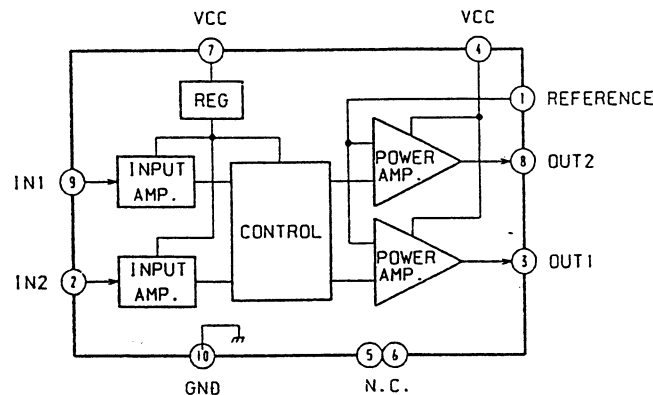 VCC VCC
7 4
REG
1 REFERENCE
POWER
AMP.
8 OUT2
IN1 9
INPUT
AMP.
CONTROL
POWER
AMP.
3 OUT1
IN2 2
INPUT
AMP.
10 5 6
GND N.C.